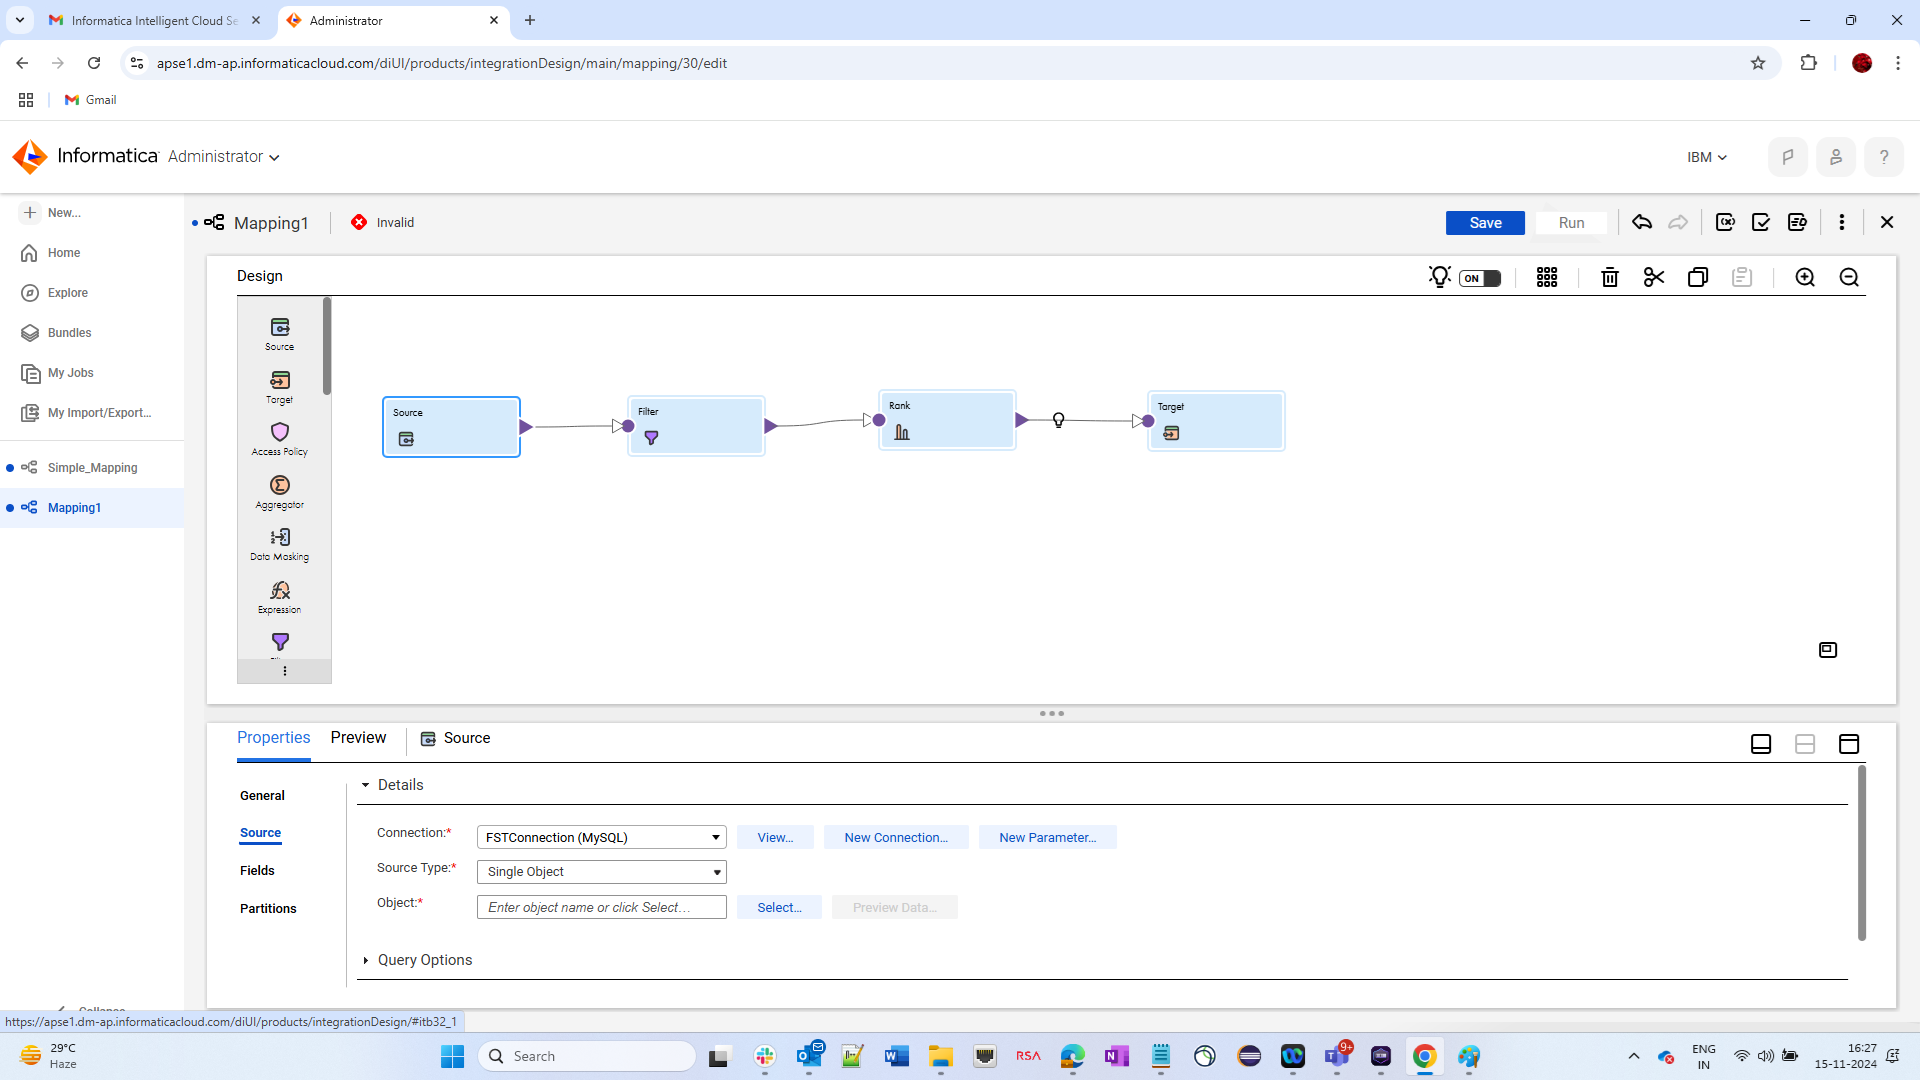 Informatica Intelligent Cloud Se
Administrator
apse1.dm-ap.informaticacloud.com/diUI/products/integrationDesign/main/mapping/30/edit
Gmail
Informatica Administrator
IBM
?
New...
Home
Explore
Bundles
My Jobs
My Import/Export...
Simple_Mapping
Mapping1
Mapping1
Invalid
Save
Run
Design
ON
Source
Target
Access Policy
Aggregator
Data Masking
Expression
Source
Filter
Rank
Target
Properties
Preview
Source
General
Source
Fields
Partitions
Details
Connection:*
FSTConnection (MySQL)
View...
New Connection...
New Parameter...
Source Type:*
Single Object
Object:*
Enter object name or click Select...
Select...
Preview Data...
Query Options
https://apse1.dm-ap.informaticacloud.com/diUI/products/integrationDesign/#itb32_1
29°C
Haze
Search
RSA
9+
ENG
IN
16:27
15-11-2024